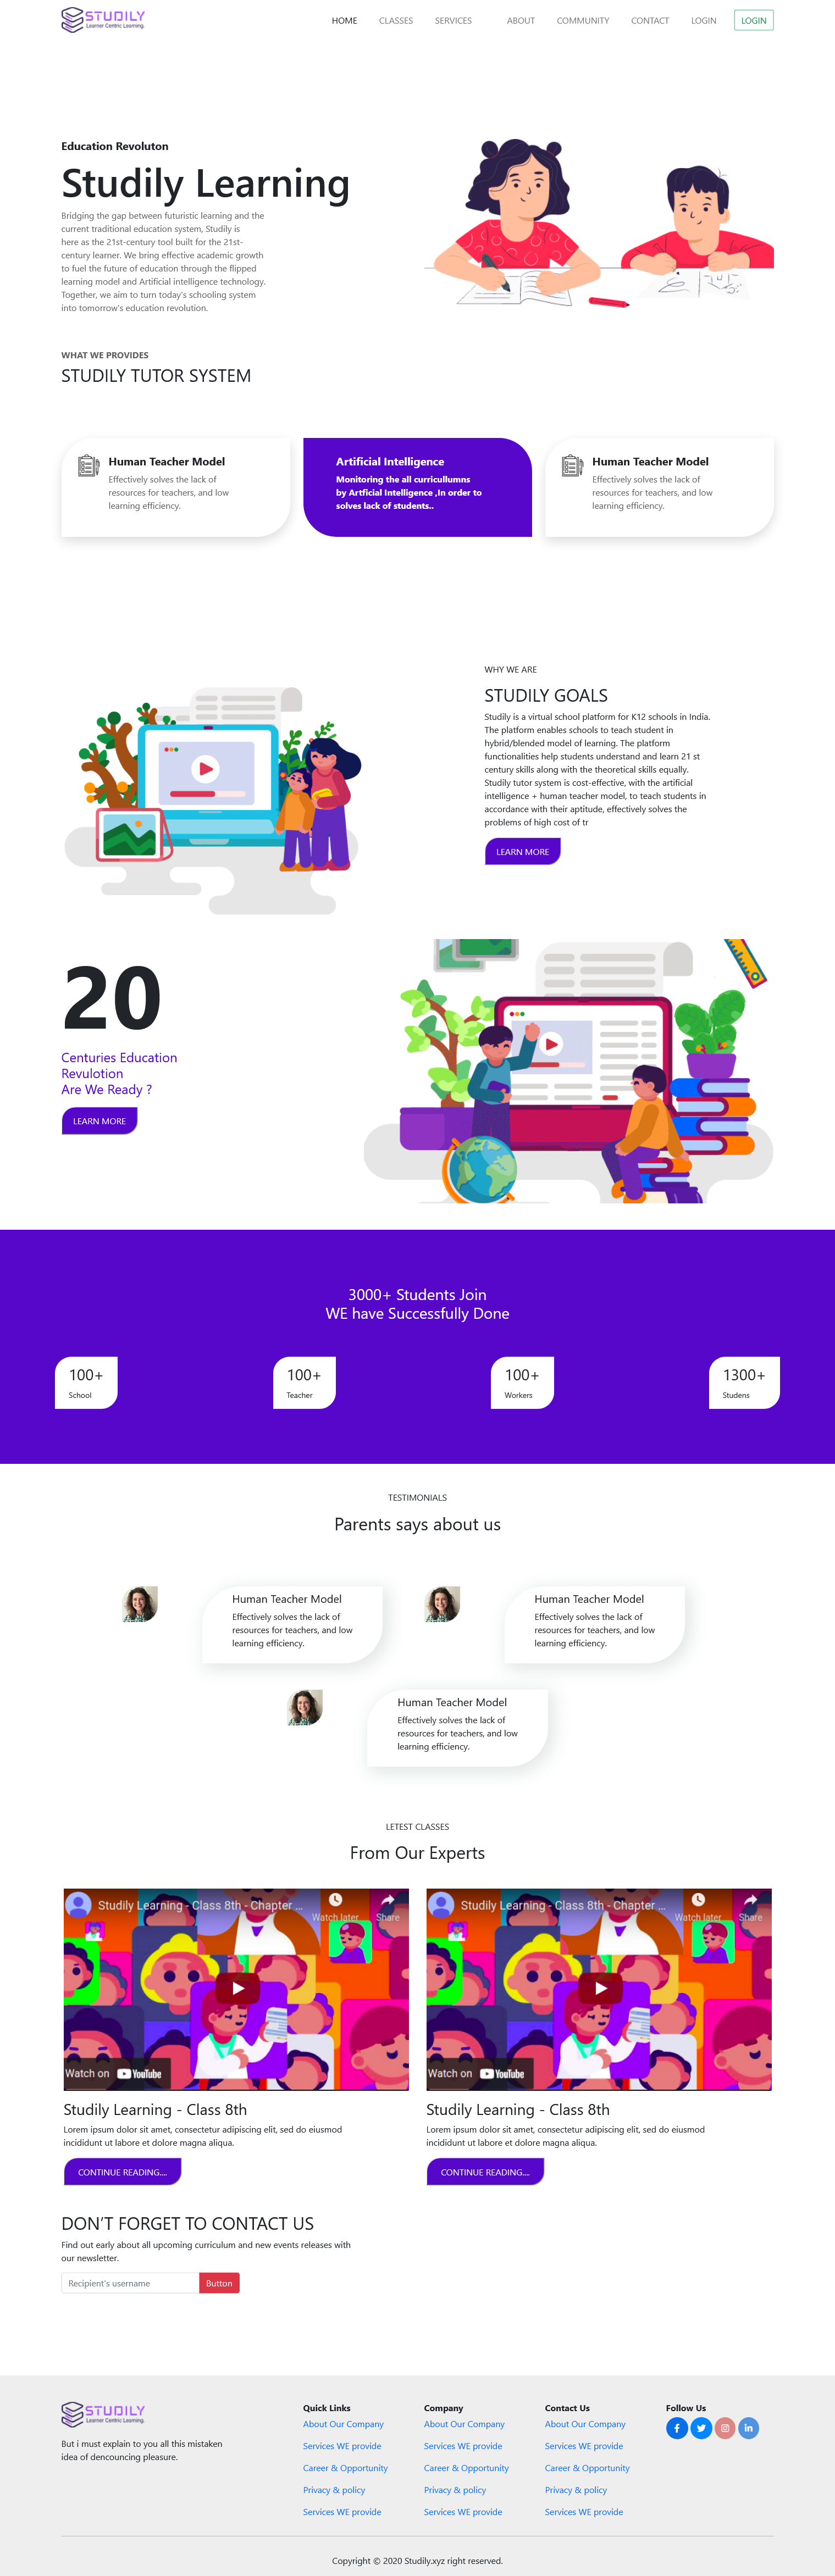 STUDILY
Learner Centric Learning.
HOME CLASSES SERVICES ABOUT COMMUNITY CONTACT LOGIN LOGIN
Education Revoluton
Studily Learning
Bridging the gap between futuristic learning and the
current traditional education system, Studily is
here as the 21st-century tool built for the 21st-
century learner. We bring effective academic growth
to fuel the future of education through the flipped
learning model and Artificial intelligence technology.
Together, we aim to turn today's schooling system
into tomorrow's education revolution.
WHAT WE PROVIDES
STUDILY TUTOR SYSTEM
Human Teacher Model
Effectively solves the lack of
resources for teachers, and low
learning efficiency.
Artificial Intelligence
Monitoring the all curricullumns
by Artficial Intelligence ,In order to
solves lack of students..
Human Teacher Model
Effectively solves the lack of
resources for teachers, and low
learning efficiency.
WHY WE ARE
STUDILY GOALS
Studily is a virtual school platform for K12 schools in India.
The platform enables schools to teach student in
hybrid/blended model of learning. The platform
functionalities help students understand and learn 21 st
century skills along with the theoretical skills equally.
Studily tutor system is cost-effective, with the artificial
intelligence + human teacher model, to teach students in
accordance with their aptitude, effectively solves the
problems of high cost of tr
LEARN MORE
20
Centuries Education
Revulotion
Are We Ready ?
LEARN MORE
3000+ Students Join
WE have Successfully Done
100+
School
100+
Teacher
100+
Workers
1300+
Studens
TESTIMONIALS
Parents says about us
Human Teacher Model
Effectively solves the lack of
resources for teachers, and low
learning efficiency.
Human Teacher Model
Effectively solves the lack of
resources for teachers, and low
learning efficiency.
Human Teacher Model
Effectively solves the lack of
resources for teachers, and low
learning efficiency.
LETEST CLASSES
From Our Experts
Studily Learning - Class 8th - Chapter ...
Watch later Share
Watch on YouTube
Studily Learning - Class 8th
Lorem ipsum dolor sit amet, consectetur adipiscing elit, sed do eiusmod
incididunt ut labore et dolore magna aliqua.
CONTINUE READING....
Studily Learning - Class 8th - Chapter ...
Watch later Share
Watch on YouTube
Studily Learning - Class 8th
Lorem ipsum dolor sit amet, consectetur adipiscing elit, sed do eiusmod
incididunt ut labore et dolore magna aliqua.
CONTINUE READING....
DON'T FORGET TO CONTACT US
Find out early about all upcoming curriculum and new events releases with
our newsletter.
Recipient's username Button
STUDILY
Learner Centric Learning.
But i must explain to you all this mistaken
idea of dencouncing pleasure.
Quick Links
About Our Company
Services WE provide
Career & Opportunity
Privacy & policy
Services WE provide
Company
About Our Company
Services WE provide
Career & Opportunity
Privacy & policy
Services WE provide
Contact Us
About Our Company
Services WE provide
Career & Opportunity
Privacy & policy
Services WE provide
Follow Us
Copyright © 2020 Studily.xyz right reserved.